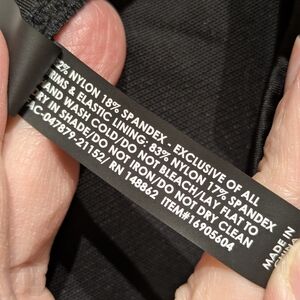 2% NYLON 18% SPANDEX - EXCLUSIVE OF ALL
RIMS & ELASTIC LINING: 83% NYLON 17% SPANDEX
AND WASH COLD/DO NOT BLEACH/LAY FLAT TO
RY IN SHADE/DO NOT IRON/DO NOT DRY CLEAN
AC-047879-21152/ RN 148862 ITEM#16905604
MADE IN